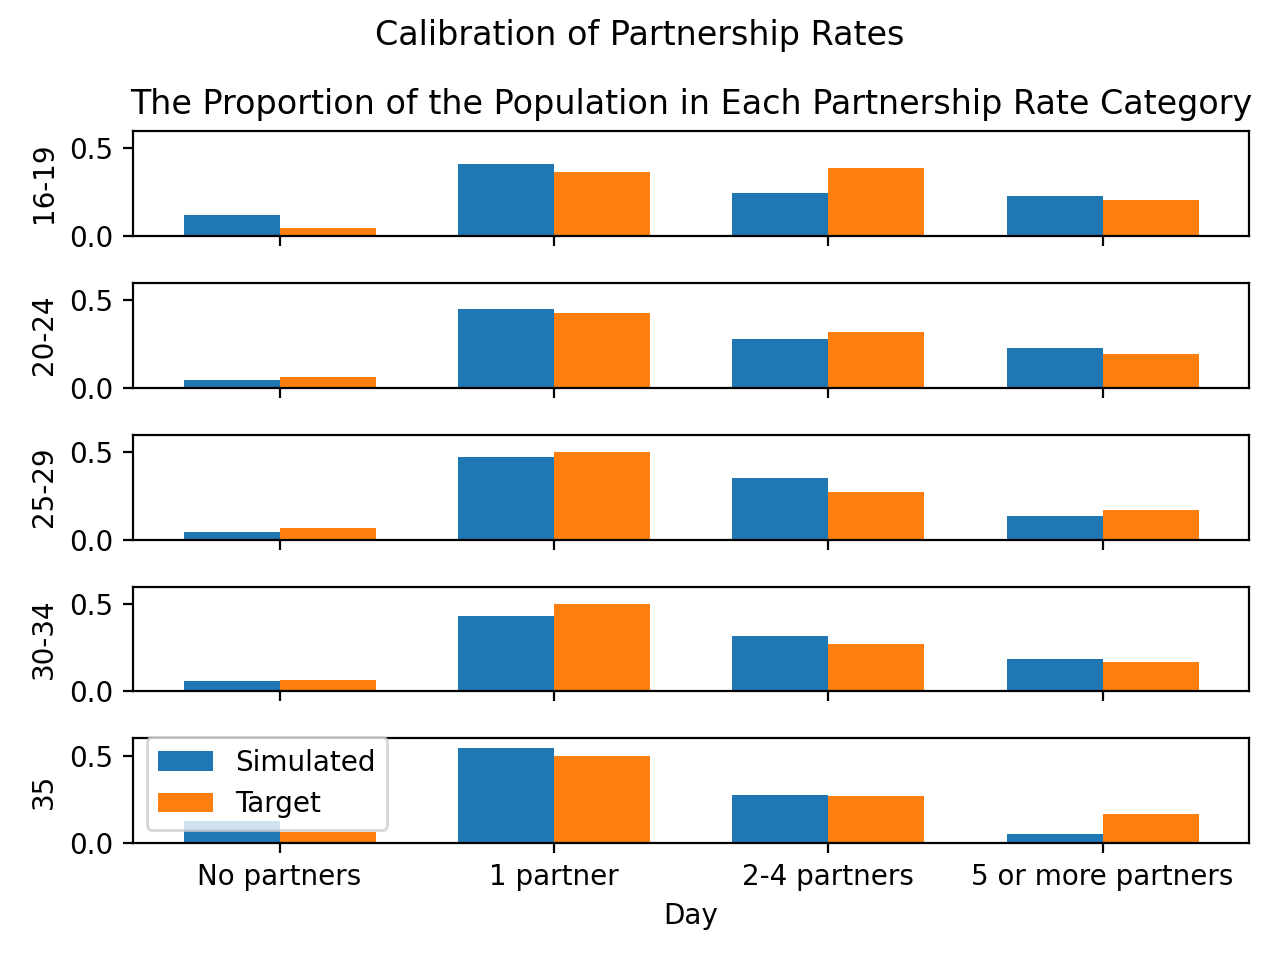 Calibration of Partnership Rates
The Proportion of the Population in Each Partnership Rate Category
16-19
0.5
0.0
20-24
0.5
0.0
25-29
0.5
0.0
30-34
0.5
0.0
35
0.5
0.0
Simulated
Target
No partners 1 partner 2-4 partners 5 or more partners
Day